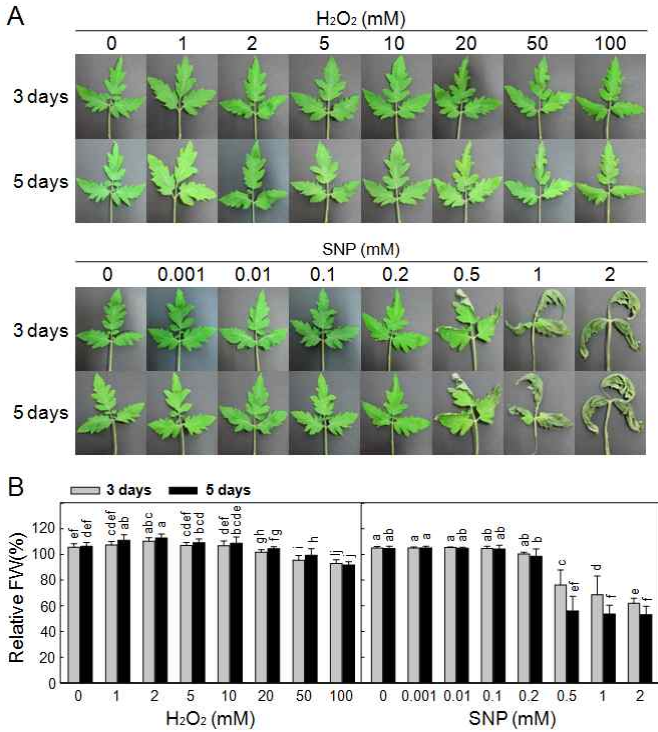 A
H₂O₂ (mM)
0 1 2 5 10 20 50 100
3 days
5 days
SNP (mM)
0 0.001 0.01 0.1 0.2 0.5 1 2
3 days
5 days
B
3 days 5 days
ef def cdef ab abc a cdef bcd def bcde gh fg i h ij j
a ab a ab a ab ab ab ab b c ef d f e f
Relative FW(%)
120
100
80
60
40
20
0
0 1 2 5 10 20 50 100 0 0.001 0.01 0.1 0.2 0.5 1 2
H₂O₂ (mM) SNP (mM)